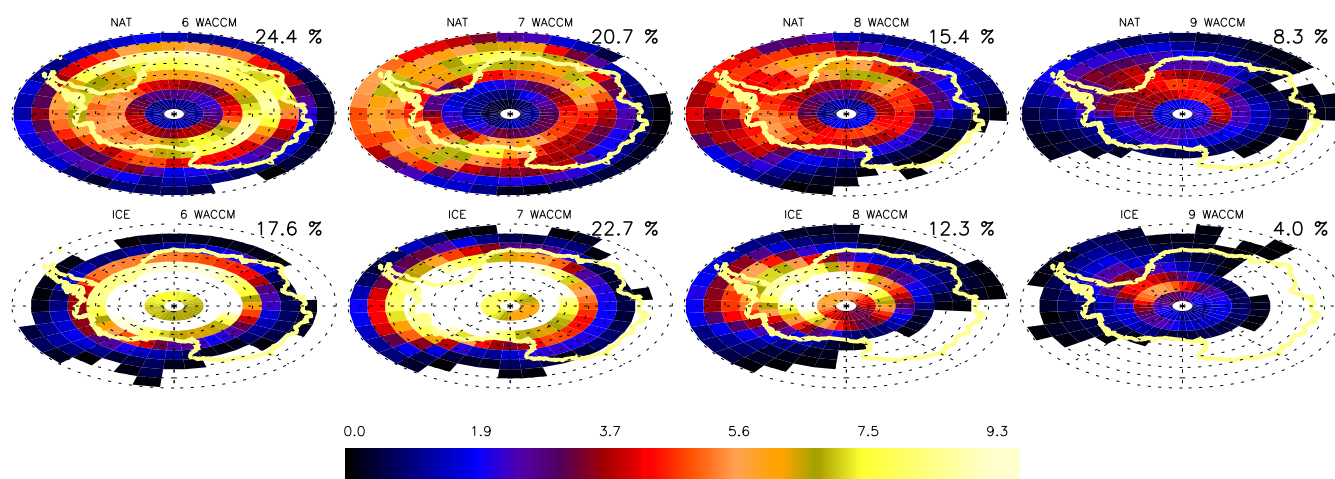 NAT 6 WACCM
24.4 %
NAT 7 WACCM
20.7 %
NAT 8 WACCM
15.4 %
NAT 9 WACCM
8.3 %
ICE 6 WACCM
17.6 %
ICE 7 WACCM
22.7 %
ICE 8 WACCM
12.3 %
ICE 9 WACCM
4.0 %
0.0 1.9 3.7 5.6 7.5 9.3